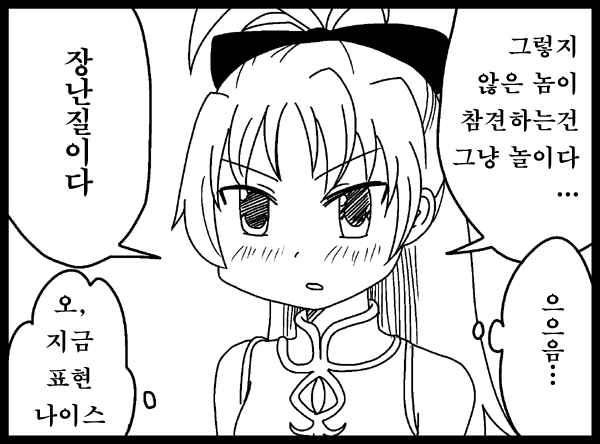 그렇지
않은 놈이
참견하는건
그냥 놀이다
...
으으음...
장난질이다
오,
지금
표현
나이스